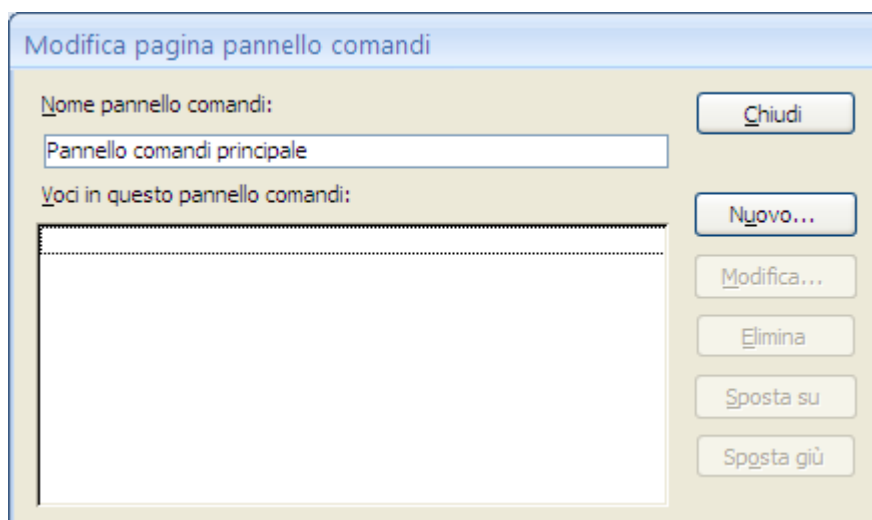 Modifica pagina pannello comandi
Nome pannello comandi:
Chiudi
Pannello comandi principale
Voci in questo pannello comandi:
Nuovo...
Modifica...
Elimina
Sposta su
Sposta giù